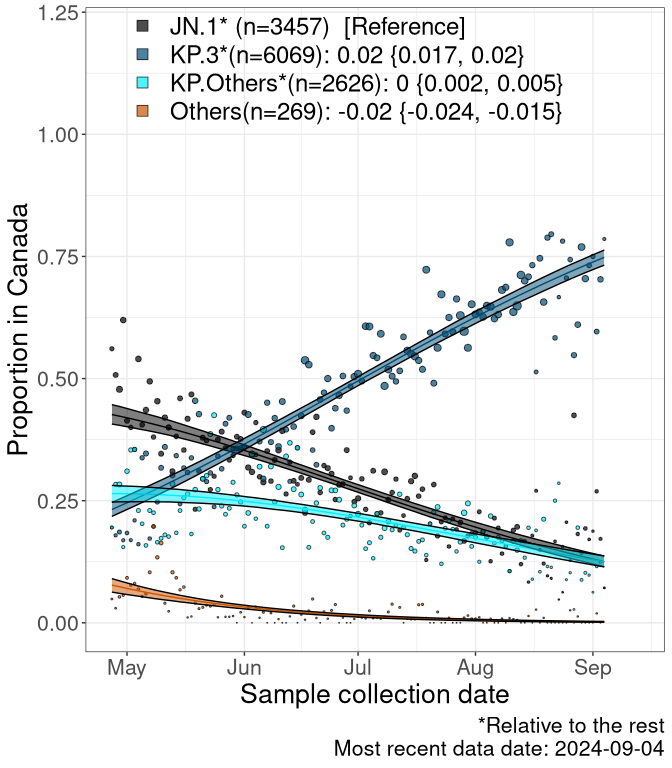 JN.1* (n=3457) [Reference]
KP.3*(n=6069): 0.02 {0.017, 0.02}
KP.Others*(n=2626): 0 {0.002, 0.005}
Others(n=269): -0.02 {-0.024, -0.015}
1.25
1.00
0.75
0.50
0.25
0.00
Proportion in Canada
May Jun Jul Aug Sep
Sample collection date
*Relative to the rest
Most recent data date: 2024-09-04